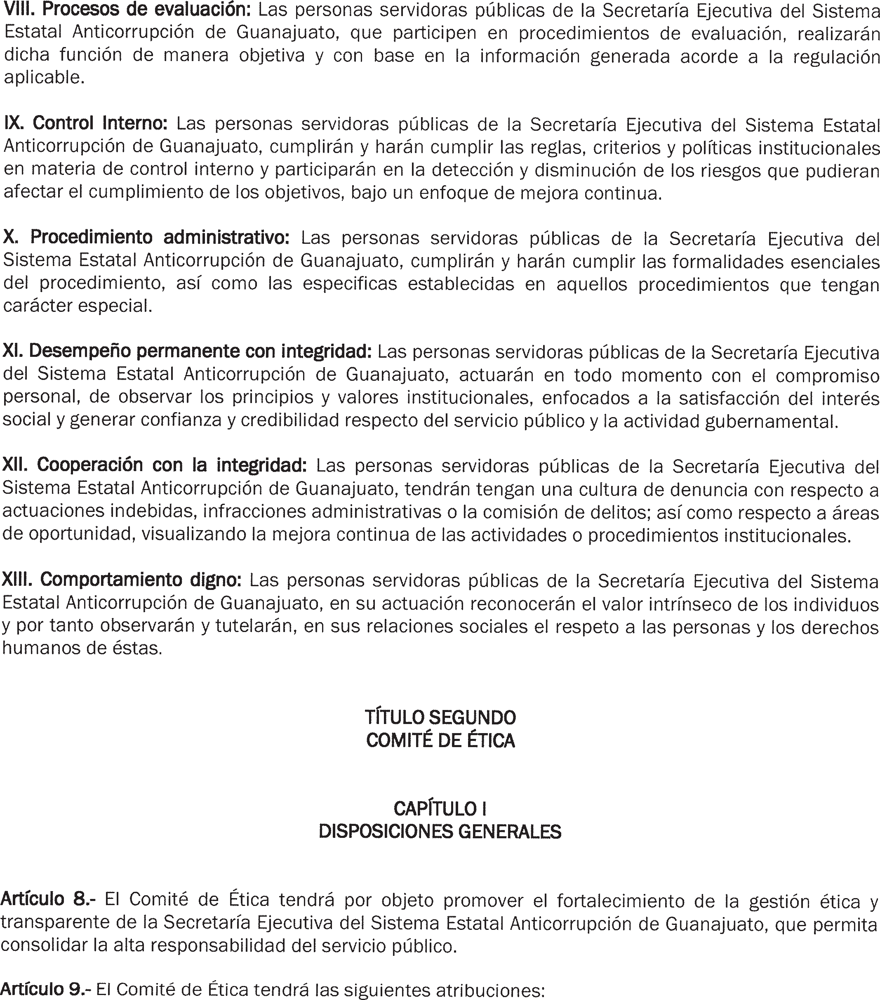 VIII. Procesos de evaluación: Las personas servidoras públicas de la Secretaría Ejecutiva del Sistema
Estatal Anticorrupción de Guanajuato, que participen en procedimientos de evaluación, realizarán
dicha función de manera objetiva y con base en la información generada acorde a la regulación
aplicable.
IX. Control Interno: Las personas servidoras públicas de la Secretaría Ejecutiva del Sistema Estatal
Anticorrupción de Guanajuato, cumplirán y harán cumplir las reglas, criterios y políticas institucionales
en materia de control interno y participarán en la detección y disminución de los riesgos que pudieran
afectar el cumplimiento de los objetivos, bajo un enfoque de mejora continua.
X. Procedimiento administrativo: Las personas servidoras públicas de la Secretaría Ejecutiva del
Sistema Estatal Anticorrupción de Guanajuato, cumplirán y harán cumplir las formalidades esenciales
del procedimiento, así como las especificas establecidas en aquellos procedimientos que tengan
carácter especial.
XI. Desempeño permanente con integridad: Las personas servidoras públicas de la Secretaría Ejecutiva
del Sistema Estatal Anticorrupción de Guanajuato, actuarán en todo momento con el compromiso
personal, de observar los principios y valores institucionales, enfocados a la satisfacción del interés
social y generar confianza y credibilidad respecto del servicio público y la actividad gubernamental.
XII. Cooperación con la integridad: Las personas servidoras públicas de la Secretaría Ejecutiva del
Sistema Estatal Anticorrupción de Guanajuato, tendrán tengan una cultura de denuncia con respecto a
actuaciones indebidas, infracciones administrativas o la comisión de delitos; así como respecto a áreas
de oportunidad, visualizando la mejora continua de las actividades o procedimientos institucionales.
XIII. Comportamiento digno: Las personas servidoras públicas de la Secretaría Ejecutiva del Sistema
Estatal Anticorrupción de Guanajuato, en su actuación reconocerán el valor intrínseco de los individuos
y por tanto observarán y tutelarán, en sus relaciones sociales el respeto a las personas y los derechos
humanos de éstas.
TÍTULO SEGUNDO
COMITÉ DE ÉTICA
CAPÍTULO I
DISPOSICIONES GENERALES
Artículo 8.- El Comité de Ética tendrá por objeto promover el fortalecimiento de la gestión ética y
transparente de la Secretaría Ejecutiva del Sistema Estatal Anticorrupción de Guanajuato, que permita
consolidar la alta responsabilidad del servicio público.
Artículo 9.- El Comité de Ética tendrá las siguientes atribuciones: